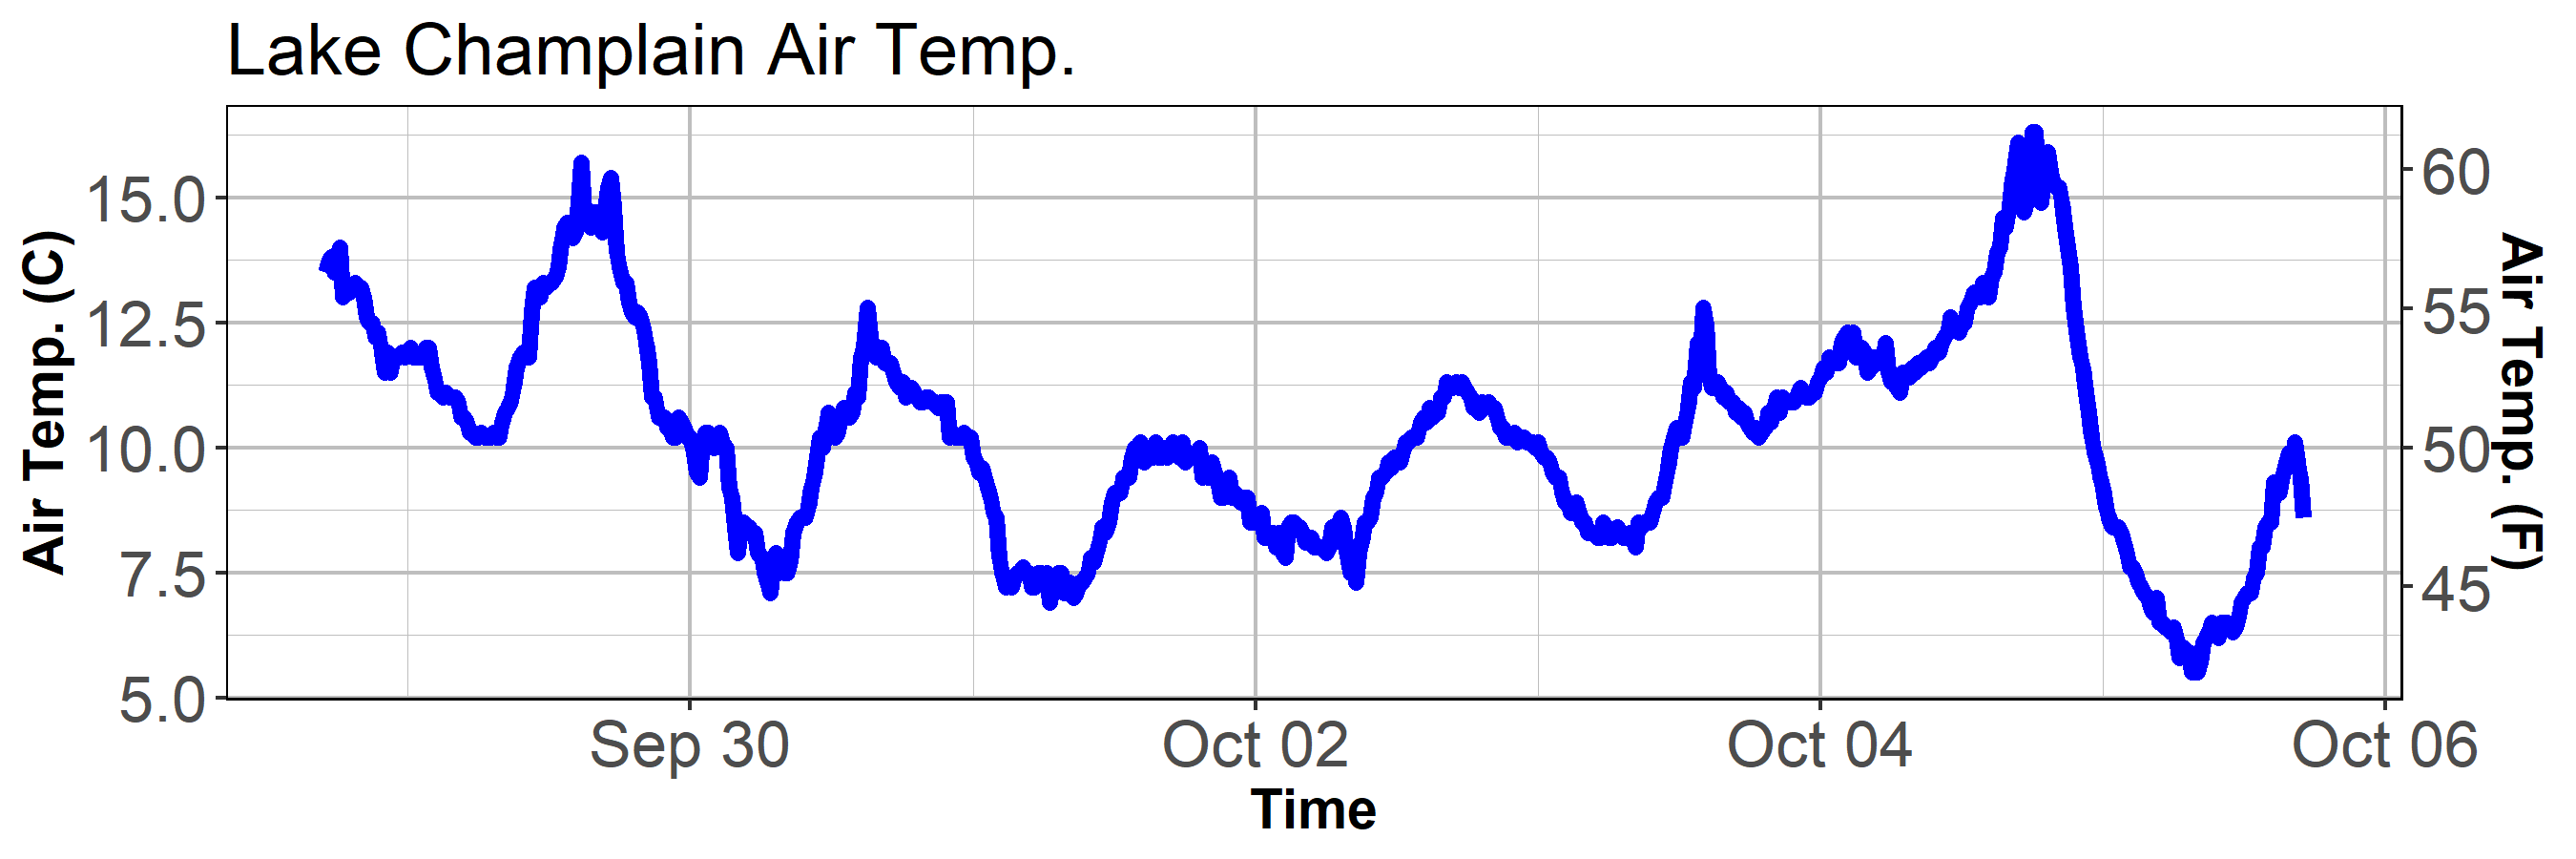 Lake Champlain Air Temp.
Air Temp. (C)
15.0
12.5
10.0
7.5
5.0
60
55
50
45
Air Temp. (F)
Sep 30 Oct 02 Oct 04 Oct 06
Time